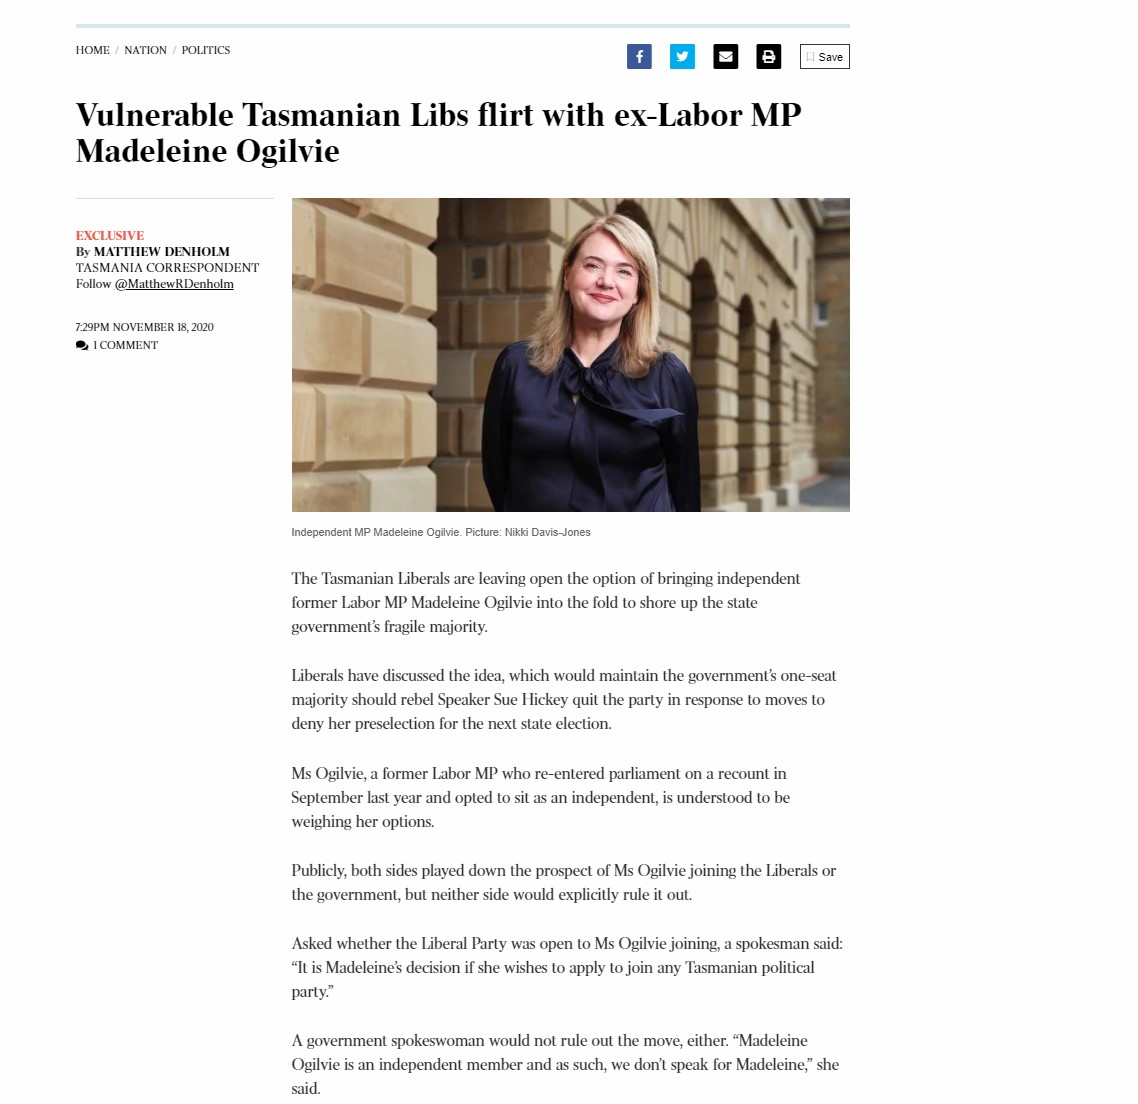 HOME / NATION / POLITICS
Save
Vulnerable Tasmanian Libs flirt with ex-Labor MP
Madeleine Ogilvie
EXCLUSIVE
By MATTHEW DENHOLM
TASMANIA CORRESPONDENT
Follow @MatthewRDenholm
7:29PM NOVEMBER 18, 2020
1 COMMENT
Independent MP Madeleine Ogilvie. Picture: Nikki Davis-Jones
The Tasmanian Liberals are leaving open the option of bringing independent
former Labor MP Madeleine Ogilvie into the fold to shore up the state
government’s fragile majority.
Liberals have discussed the idea, which would maintain the government’s one-seat
majority should rebel Speaker Sue Hickey quit the party in response to moves to
deny her preselection for the next state election.
Ms Ogilvie, a former Labor MP who re-entered parliament on a recount in
September last year and opted to sit as an independent, is understood to be
weighing her options.
Publicly, both sides played down the prospect of Ms Ogilvie joining the Liberals or
the government, but neither side would explicitly rule it out.
Asked whether the Liberal Party was open to Ms Ogilvie joining, a spokesman said:
“It is Madeleine’s decision if she wishes to apply to join any Tasmanian political
party.”
A government spokeswoman would not rule out the move, either. “Madeleine
Ogilvie is an independent member and as such, we don’t speak for Madeleine,” she
said.